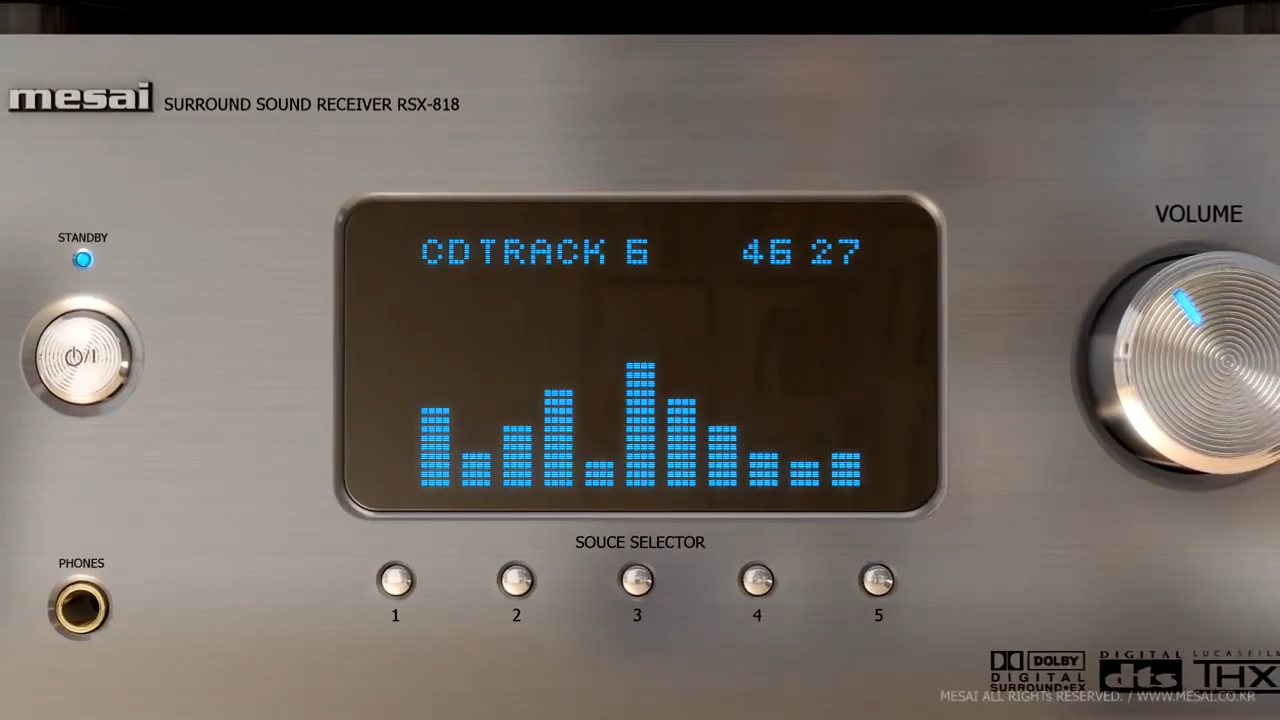 mesai SURROUND SOUND RECEIVER RSX-818
VOLUME
STANDBY
CDTRACK 6 46 27
SOUCE SELECTOR
PHONES
1 2 3 4 5
DOLBY
DIGITAL
SURROUND•EX
DIGITAL
dts
LUCASFILM
THX
MESAI ALL RIGHTs RESERVED. / WWW.MESAI.CO.KR